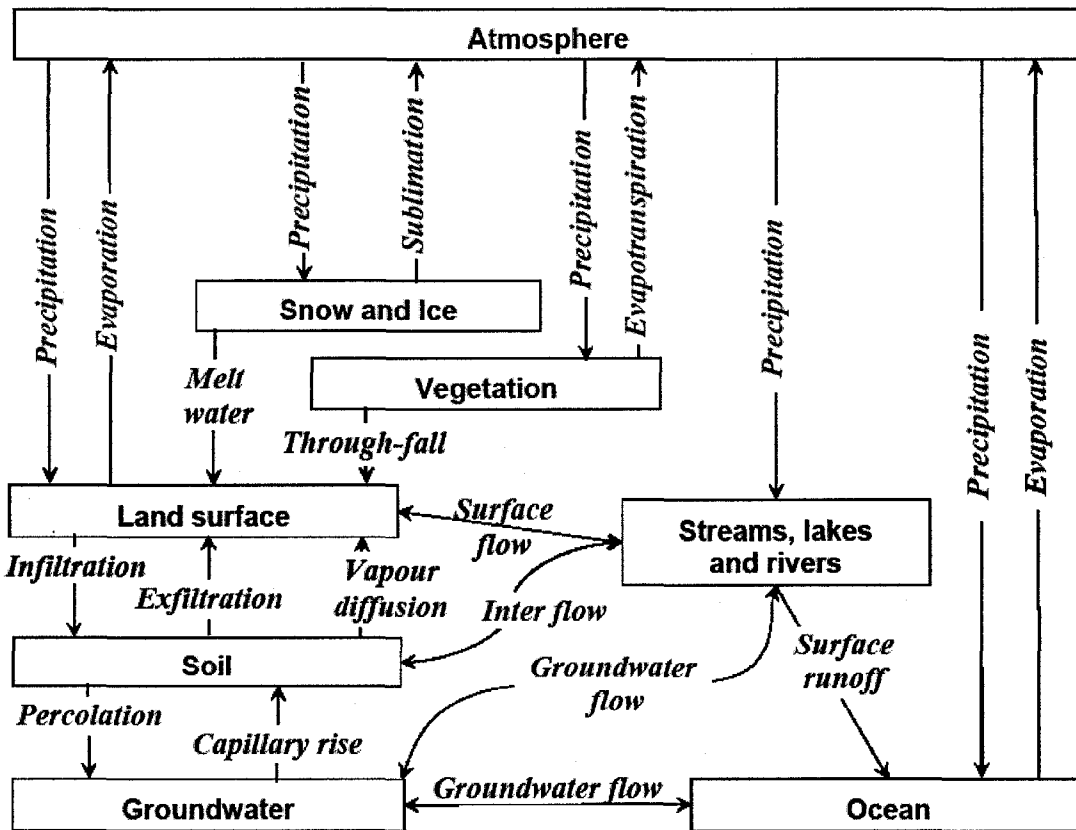 Atmosphere
Precipitation
Evaporation
Precipitation
Sublimation
Precipitation
Evapotranspiration
Precipitation
Precipitation
Evaporation
Snow and Ice
Melt
water
Vegetation
Through-fall
Land surface
Surface
flow
Streams, lakes
and rivers
Infiltration
Exfiltration
Vapour
diffusion
Inter flow
Soil
Groundwater
flow
Surface
runoff
Percolation
Capillary rise
Groundwater
Groundwater flow
Ocean